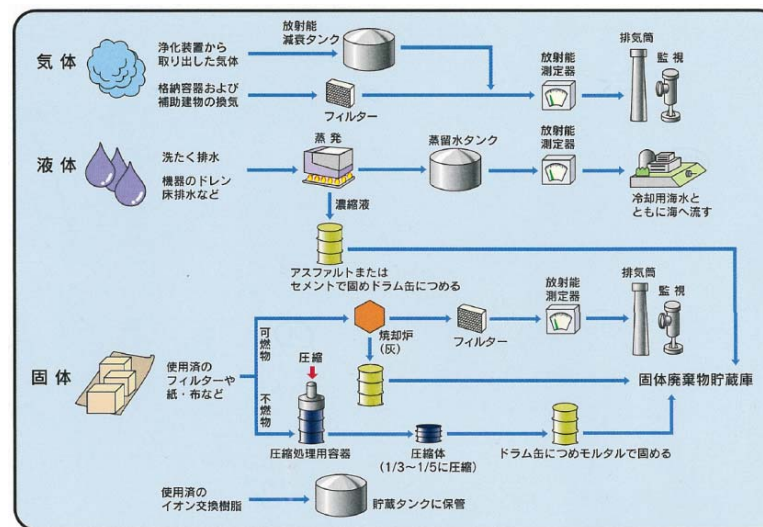 気体
浄化装置から
取り出した気体
放射能
減衰タンク
格納容器および
補助建物の換気
フィルター
放射能
測定器
排気筒
監視
液体
洗たく排水
機器のドレン
床排水など
蒸発
蒸留水タンク
放射能
測定器
冷却用海水と
ともに海へ流す
濃縮液
アスファルトまたは
セメントで固めドラム缶につめる
固体
使用済の
フィルターや
紙・布など
可燃物
焼却炉
(灰)
フィルター
放射能
測定器
排気筒
監視
不燃物
圧縮
圧縮処理用容器
圧縮体
(1/3~1/5に圧縮)
ドラム缶につめモルタルで固める
固体廃棄物貯蔵庫
使用済の
イオン交換樹脂
貯蔵タンクに保管